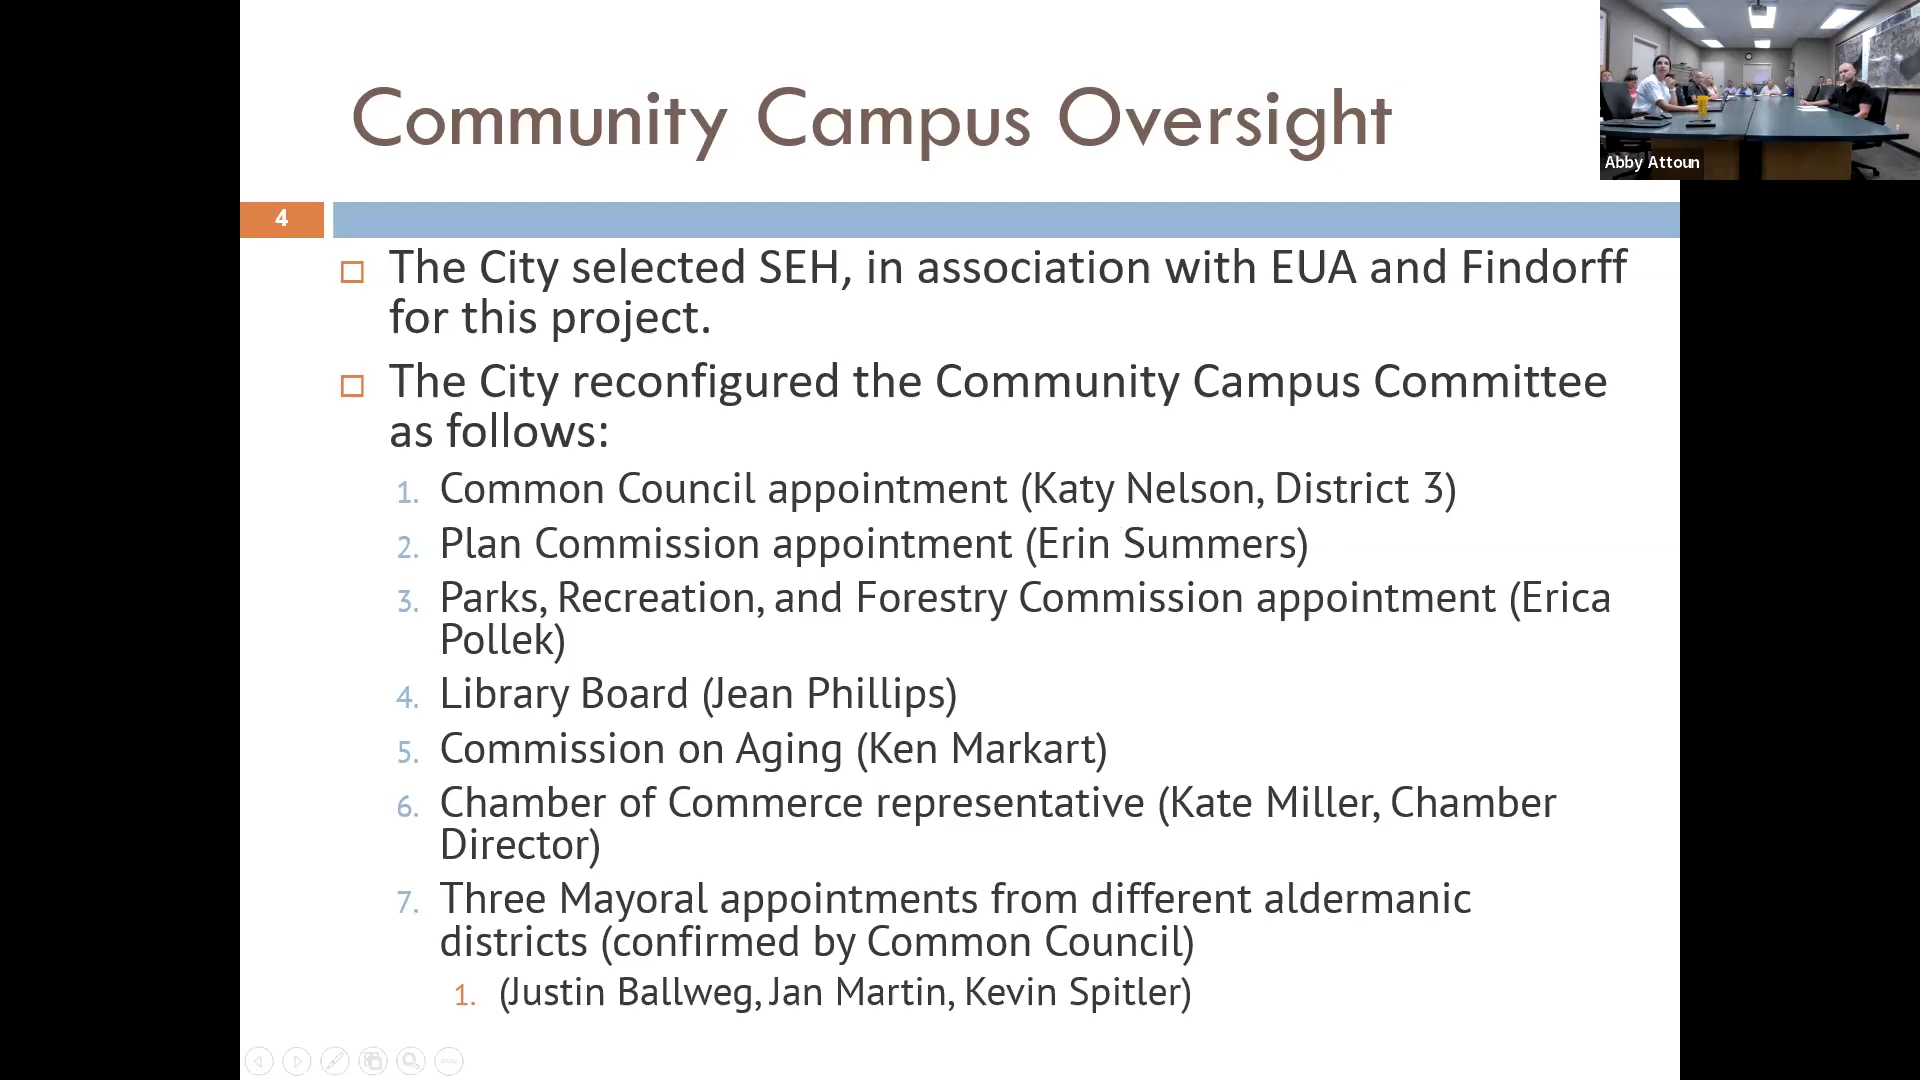 Community Campus Oversight
Abby Attoun
4
The City selected SEH, in association with EUA and Findorff
for this project.
The City reconfigured the Community Campus Committee
as follows:
1. Common Council appointment (Katy Nelson, District 3)
2. Plan Commission appointment (Erin Summers)
3. Parks, Recreation, and Forestry Commission appointment (Erica
Pollek)
4. Library Board (Jean Phillips)
5. Commission on Aging (Ken Markart)
6. Chamber of Commerce representative (Kate Miller, Chamber
Director)
7. Three Mayoral appointments from different aldermanic
districts (confirmed by Common Council)
1. (Justin Ballweg, Jan Martin, Kevin Spitler)